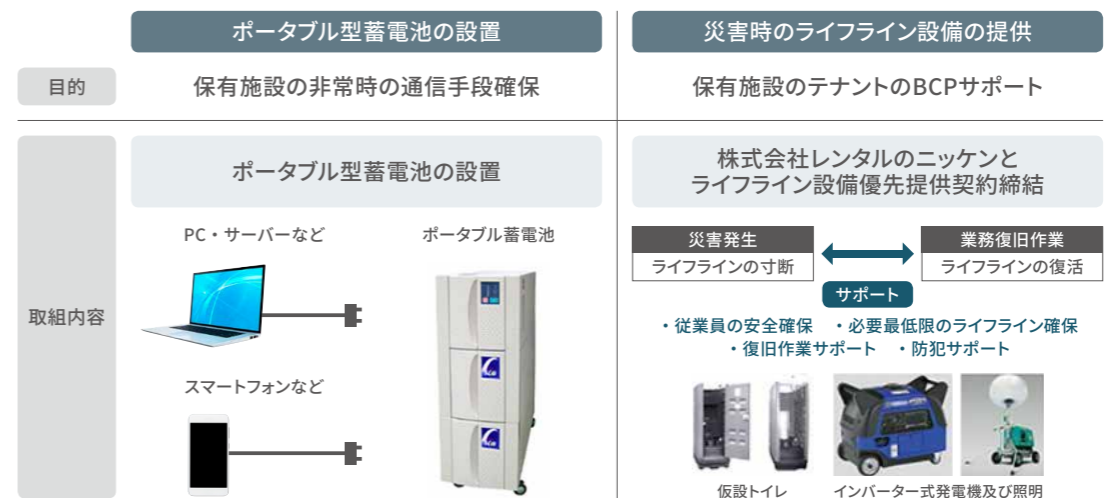 ポータブル型蓄電池の設置
災害時のライフライン設備の提供
目的
保有施設の非常時の通信手段確保
保有施設のテナントのBCPサポート
取組内容
ポータブル型蓄電池の設置
PC・サーバーなど
ポータブル蓄電池
スマートフォンなど
株式会社レンタルのニッケンと
ライフライン設備優先提供契約締結
災害発生
ライフラインの寸断
業務復旧作業
ライフラインの復活
サポート
・従業員の安全確保 ・必要最低限のライフライン確保
・復旧作業サポート ・防犯サポート
仮設トイレ
インバーター式発電機及び照明